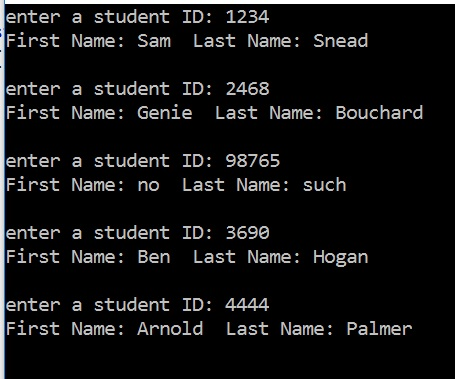 enter a student ID: 1234
First Name: Sam  Last Name: Snead
enter a student ID: 2468
First Name: Genie  Last Name: Bouchard
enter a student ID: 98765
First Name: no  Last Name: such
enter a student ID: 3690
First Name: Ben  Last Name: Hogan
enter a student ID: 4444
First Name: Arnold  Last Name: Palmer